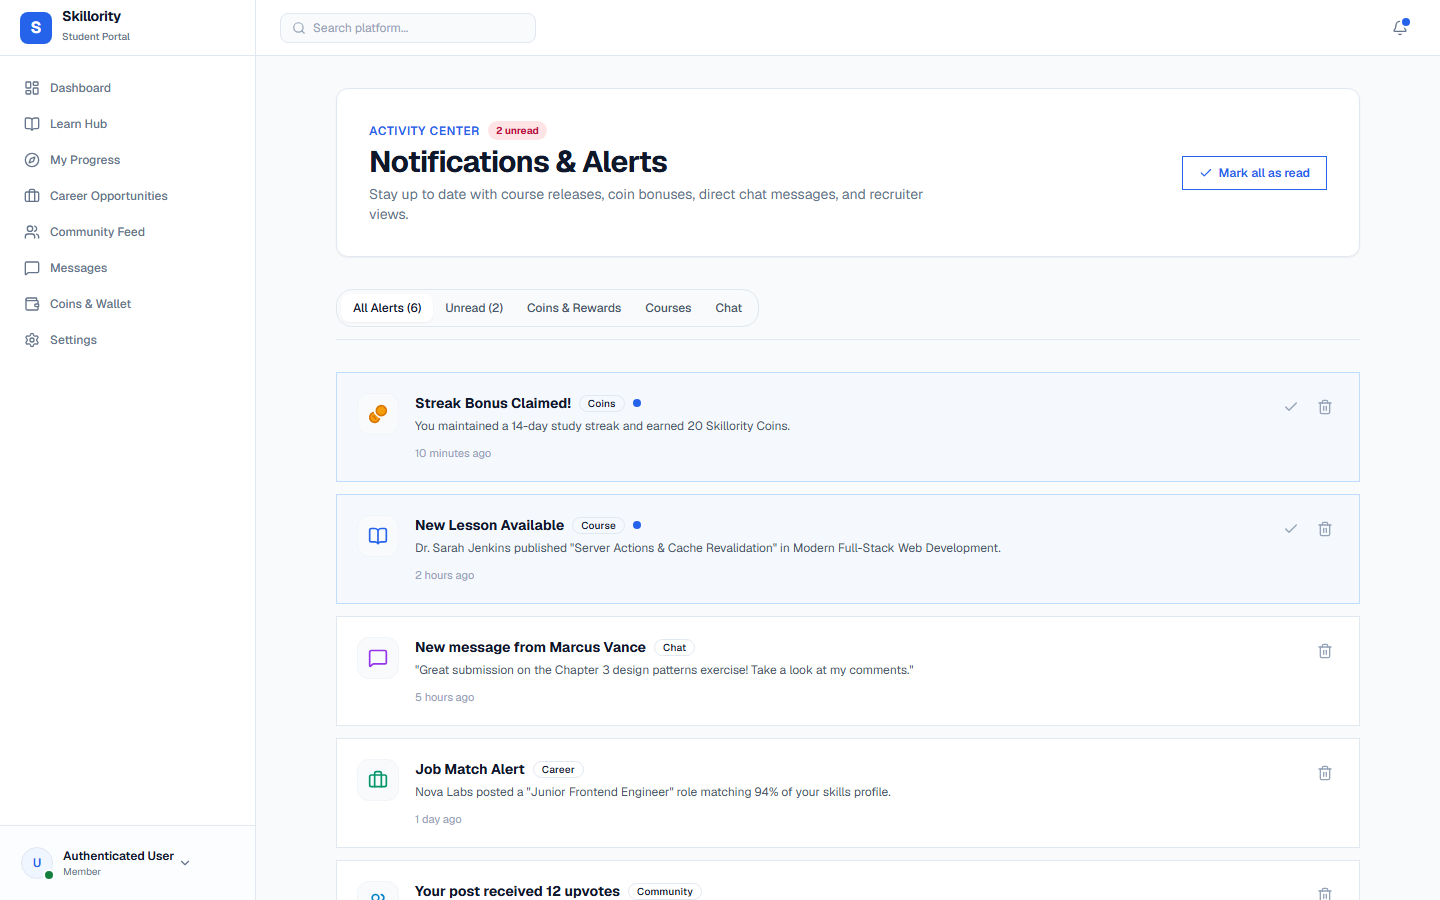 S
Skillority
Student Portal
Search platform...
Dashboard
Learn Hub
My Progress
Career Opportunities
Community Feed
Messages
Coins & Wallet
Settings
U
Authenticated User
Member
ACTIVITY CENTER
2 unread
Notifications & Alerts
Stay up to date with course releases, coin bonuses, direct chat messages, and recruiter
views.
Mark all as read
All Alerts (6)
Unread (2)
Coins & Rewards
Courses
Chat
Streak Bonus Claimed!
Coins
You maintained a 14-day study streak and earned 20 Skillority Coins.
10 minutes ago
New Lesson Available
Course
Dr. Sarah Jenkins published "Server Actions & Cache Revalidation" in Modern Full-Stack Web Development.
2 hours ago
New message from Marcus Vance
Chat
"Great submission on the Chapter 3 design patterns exercise! Take a look at my comments."
5 hours ago
Job Match Alert
Career
Nova Labs posted a "Junior Frontend Engineer" role matching 94% of your skills profile.
1 day ago
Your post received 12 upvotes
Community